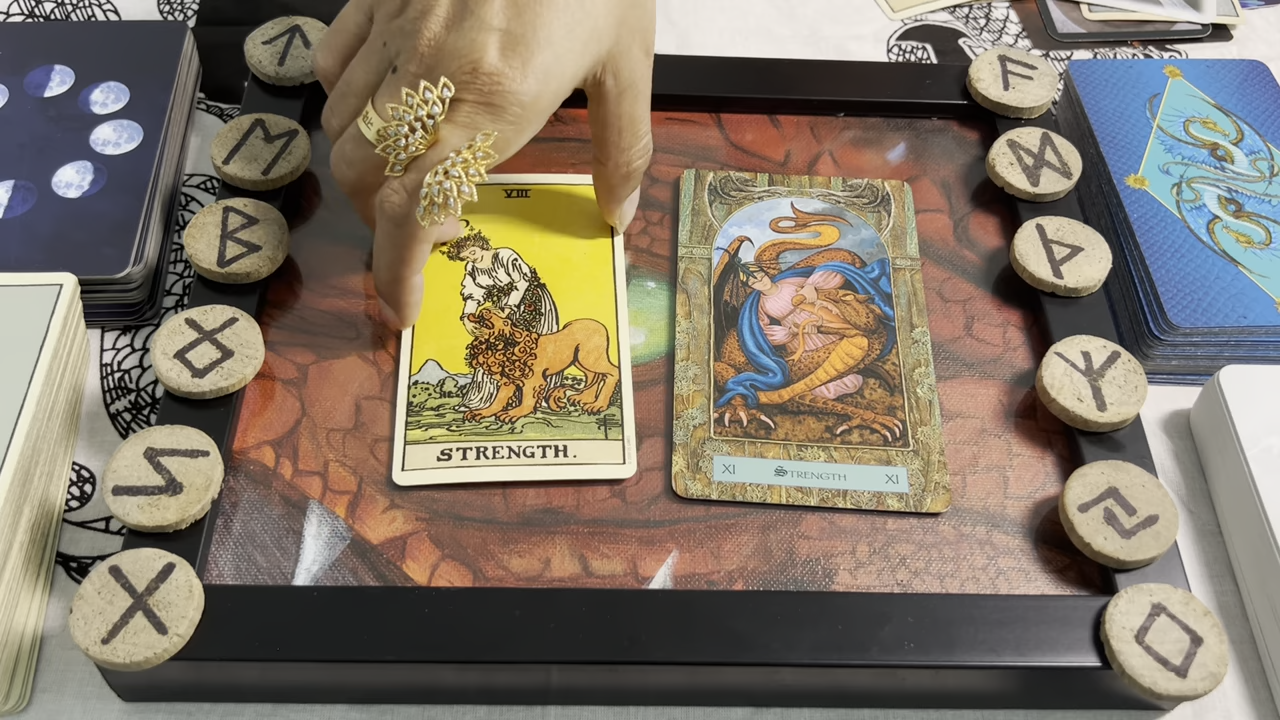 ᛏ
ᛖ
ᛒ
ᛟ
ᛋ
ᚷ
VIII
STRENGTH.
XI STRENGTH XI
ᚨ
ᛞ
ᚦ
ᛉ
ᛃ
ᛜ